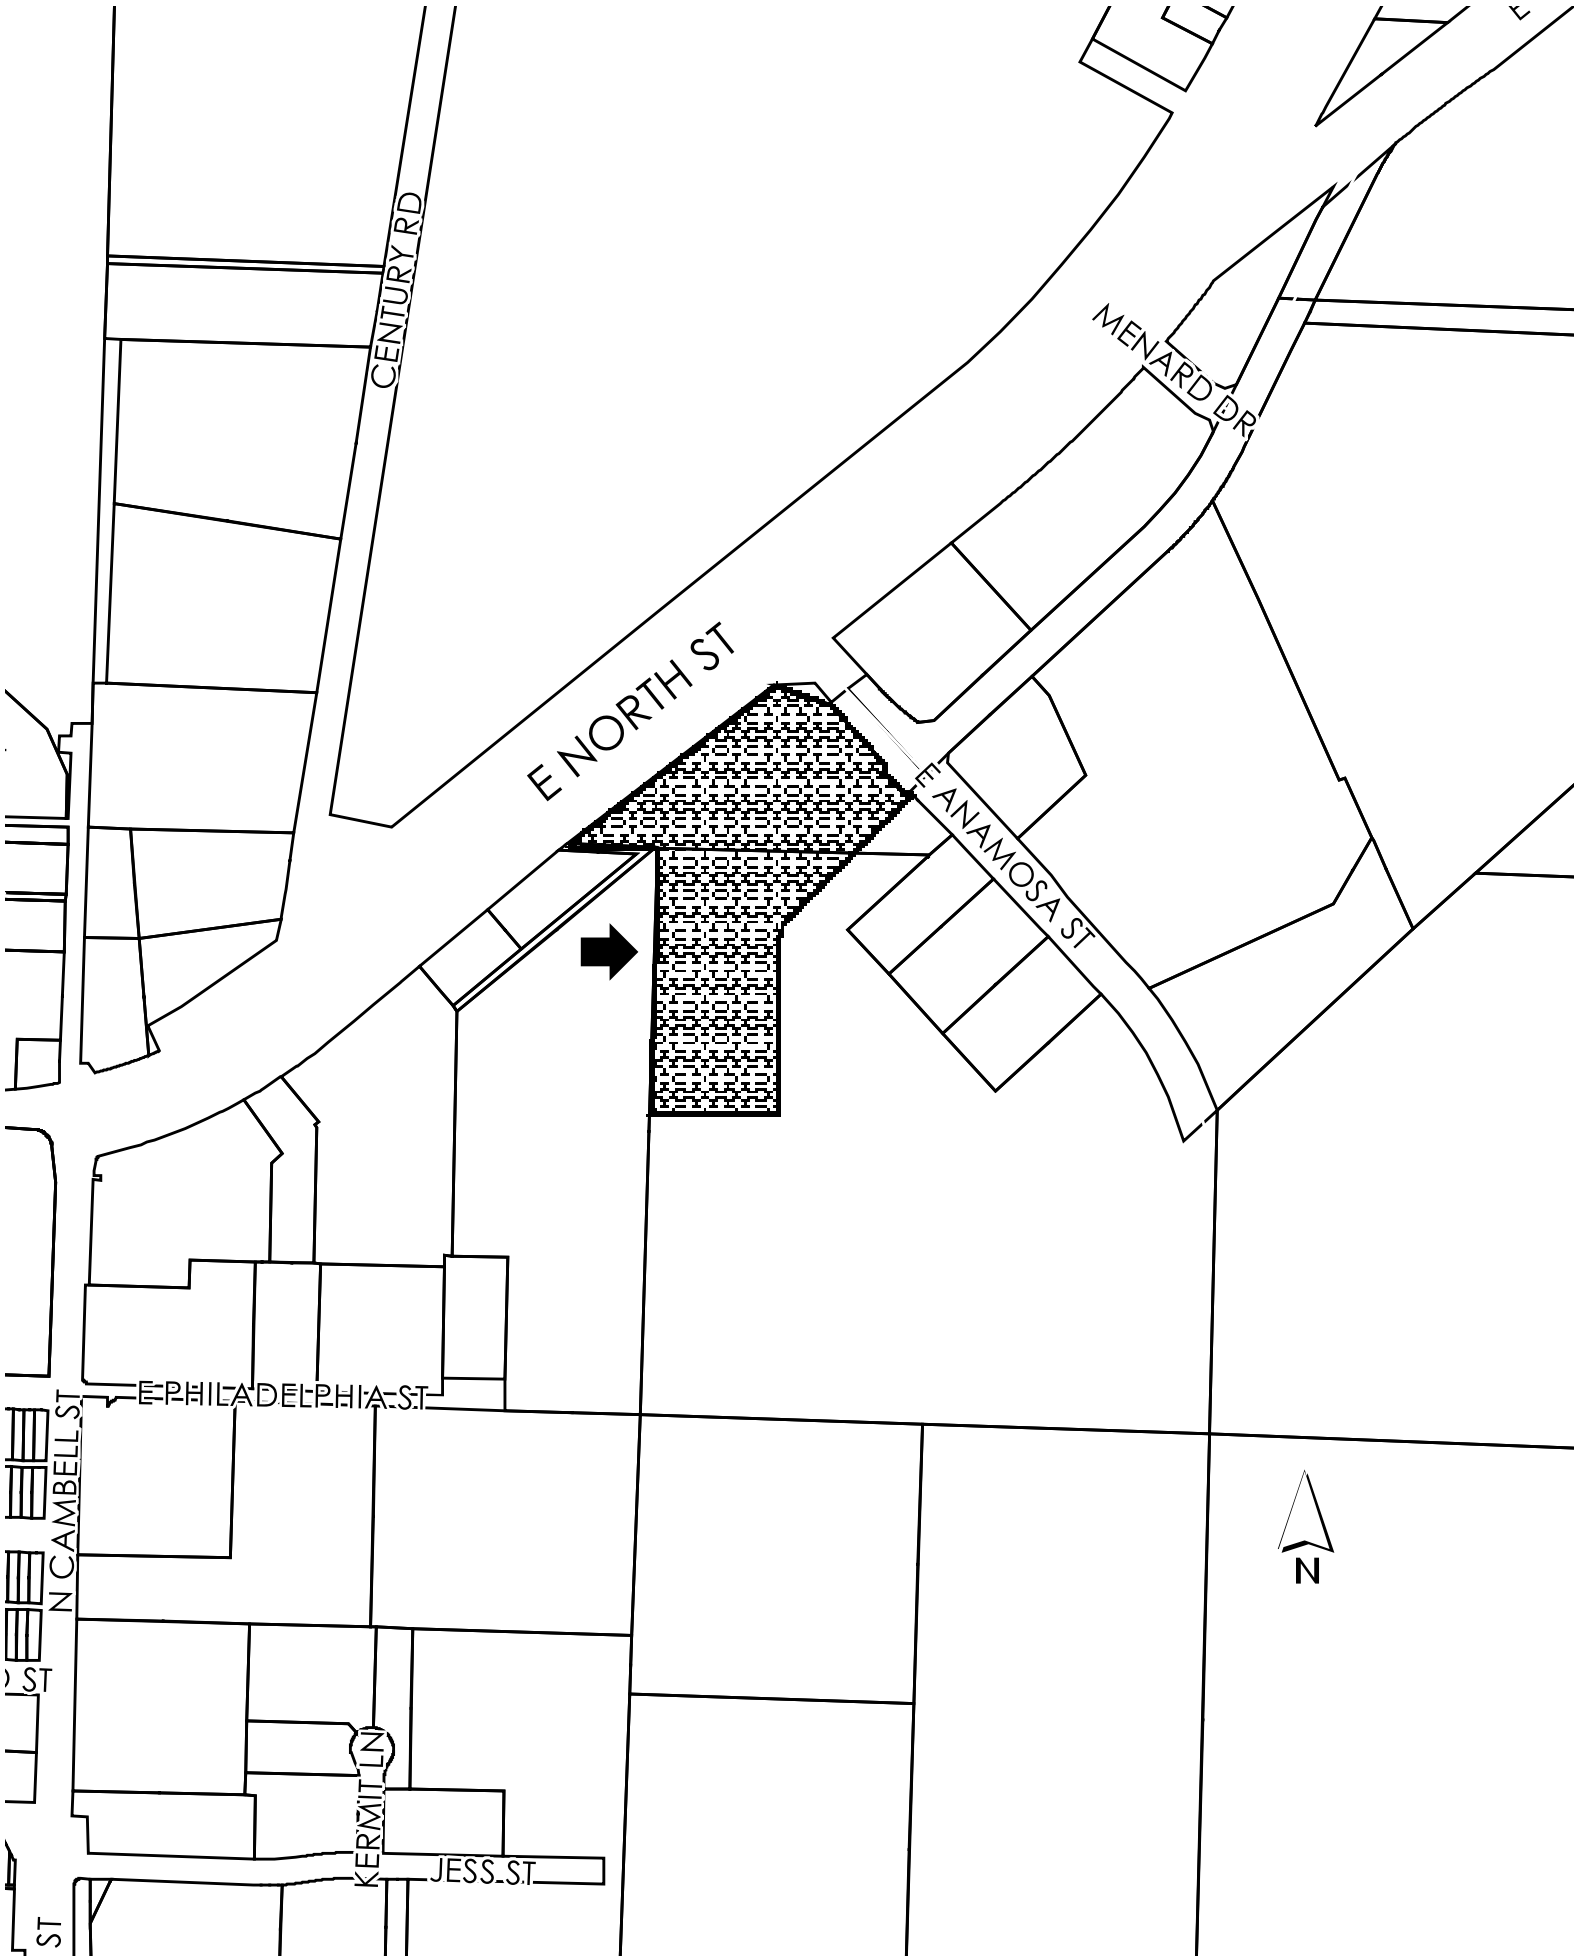 CENTURY RD
MENARD DR
E NORTH ST
E ANAMOSA ST
E PHILADELPHIA ST
N CAMBELL ST
N
ST
KERMIT LN
JESS ST
ST